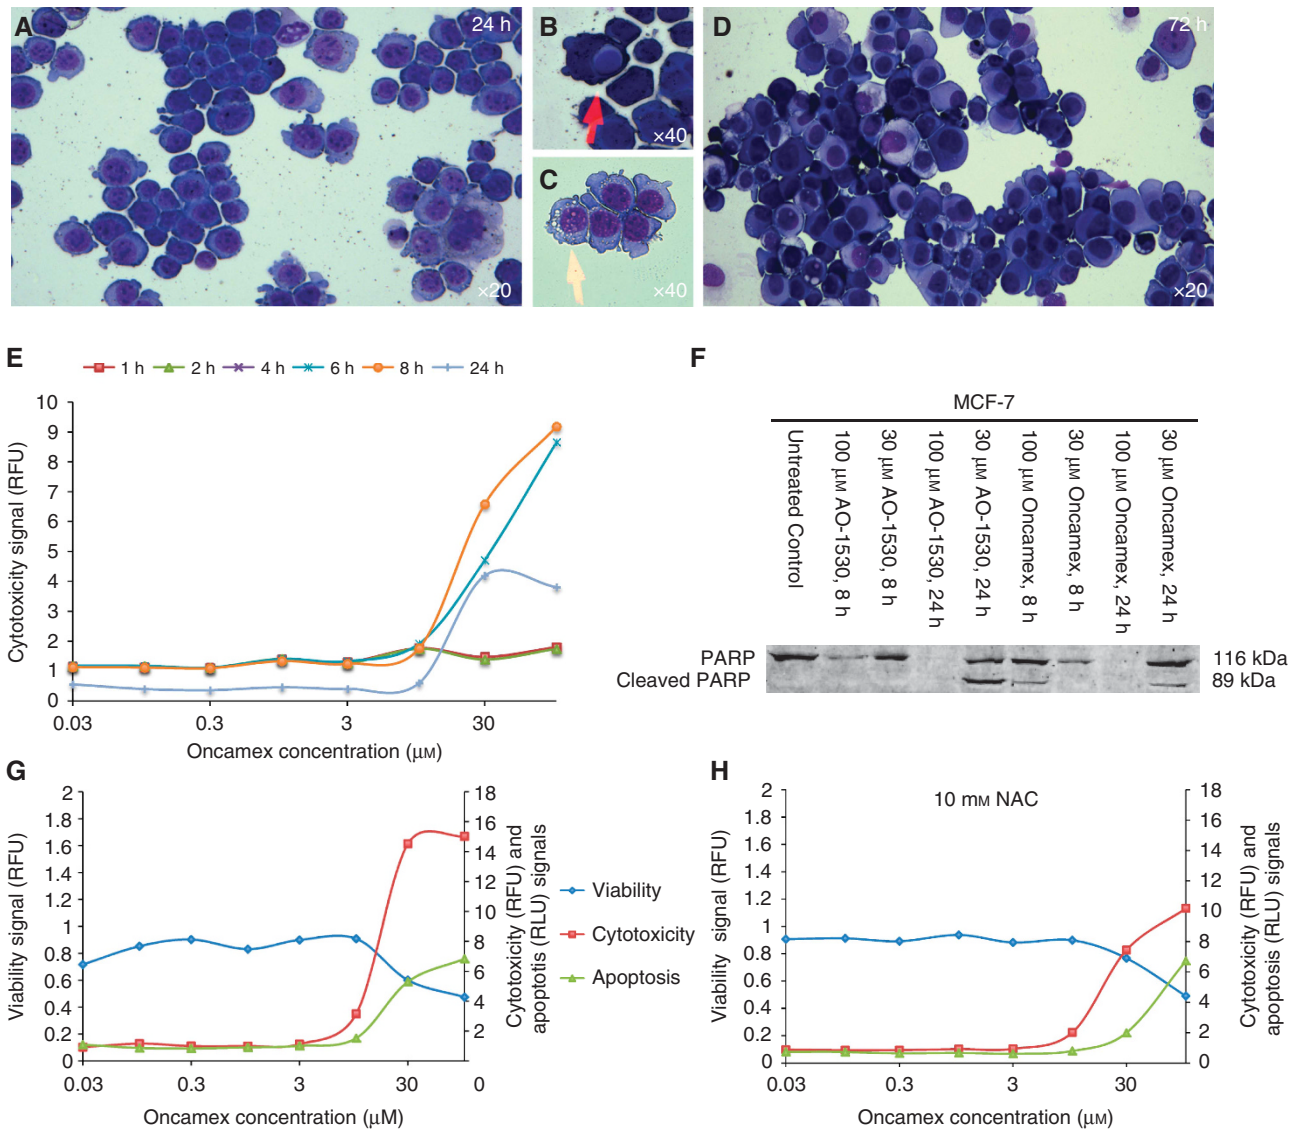 A
24 h
×20
B
×40
C
×40
D
72 h
×20
E
1 h 2 h 4 h 6 h 8 h 24 h
Cytotoxicity signal (RFU)
10
9
8
7
6
5
4
3
2
1
0
0.03 0.3 3 30
Oncamex concentration (μM)
F
MCF-7
Untreated Control
100 μM AO-1530, 8 h
30 μM AO-1530, 8 h
100 μM AO-1530, 24 h
30 μM AO-1530, 24 h
100 μM Oncamex, 8 h
30 μM Oncamex, 8 h
100 μM Oncamex, 24 h
30 μM Oncamex, 24 h
PARP 116 kDa
Cleaved PARP 89 kDa
G
Viability signal (RFU)
2
1.8
1.6
1.4
1.2
1
0.8
0.6
0.4
0.2
0
18
16
14
12
10
8
6
4
2
0
Cytotoxicity (RFU) and
apoptotis (RLU) signals
0.03 0.3 3 30
Oncamex concentration (μM)
Viability
Cytotoxicity
Apoptosis
H
10 mM NAC
Viability signal (RFU)
2
1.8
1.6
1.4
1.2
1
0.8
0.6
0.4
0.2
0
18
16
14
12
10
8
6
4
2
0
Cytotoxicity (RFU) and
apoptosis (RLU) signals
0.03 0.3 3 30
Oncamex concentration (μM)